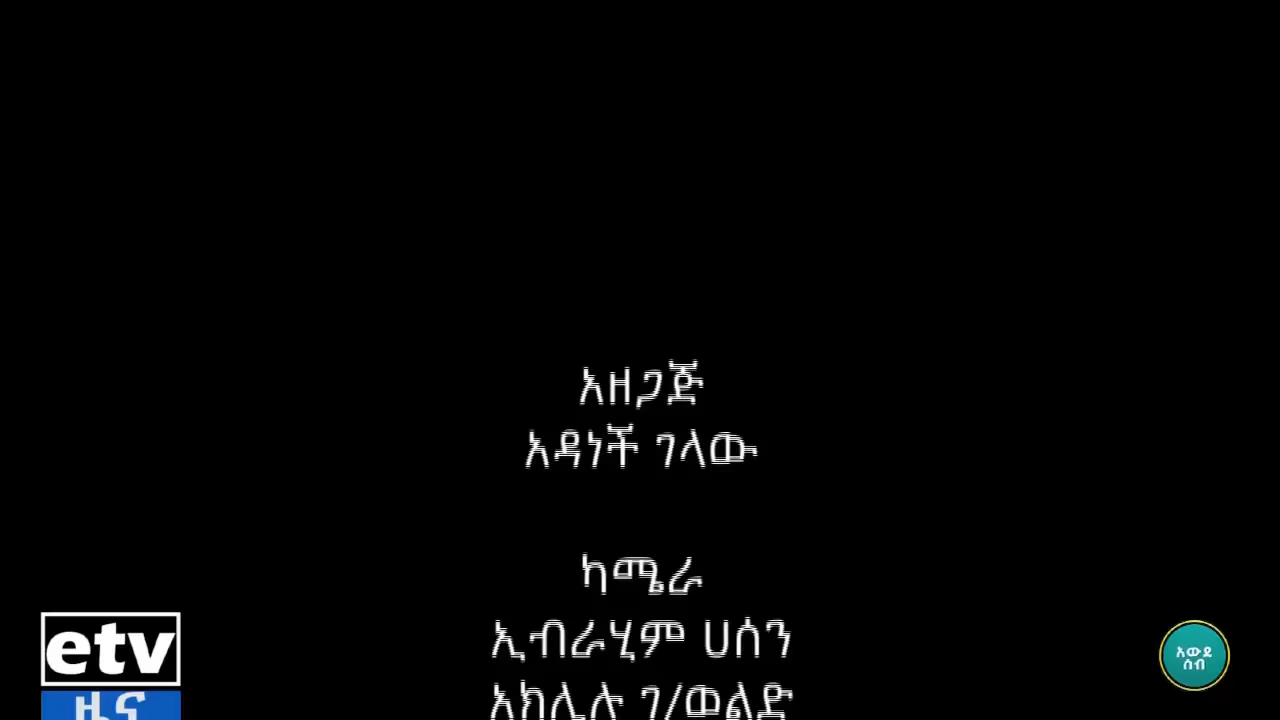 አዘጋጅ
አዳነች ገላው
ካሜራ
ኢብራሂም ሀሰን
አክሊሉ ገ/ወልድ
etv
ዜና
አውደ
ሰብ